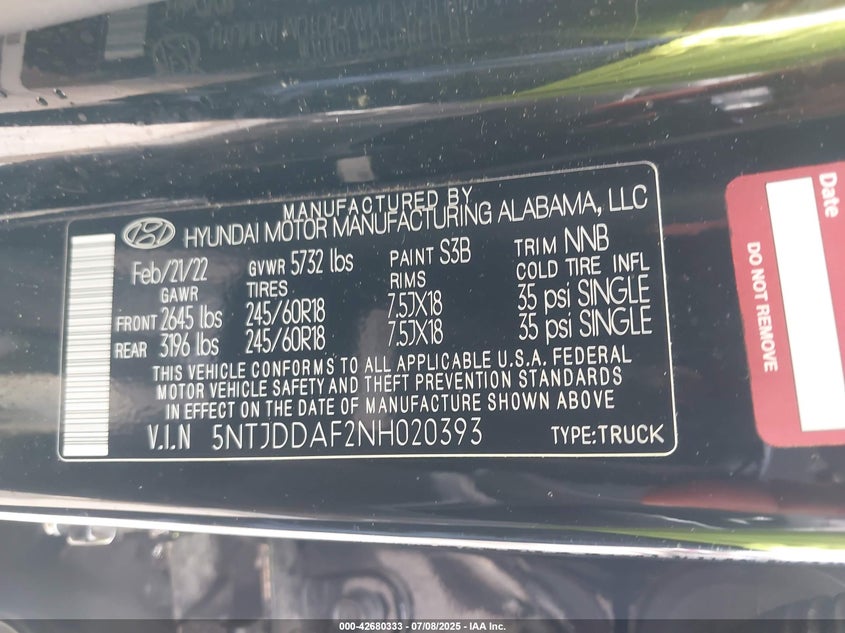 MANUFACTURED BY
HYUNDAI MOTOR MANUFACTURING ALABAMA, LLC
Feb/21/22 GVWR 5732 lbs PAINT S3B TRIM NNB
GAWR TIRES RIMS COLD TIRE INFL
FRONT 2645 lbs 245/60R18 7.5JX18 35 psi SINGLE
REAR 3196 lbs 245/60R18 7.5JX18 35 psi SINGLE
THIS VEHICLE CONFORMS TO ALL APPLICABLE U.S.A. FEDERAL
MOTOR VEHICLE SAFETY AND THEFT PREVENTION STANDARDS
IN EFFECT ON THE DATE OF MANUFACTURE SHOWN ABOVE
V.I.N 5NTJDDAF2NH020393 TYPE:TRUCK
Date
DO NOT REMOVE
000-42680333 - 07/08/2025 - IAA Inc.